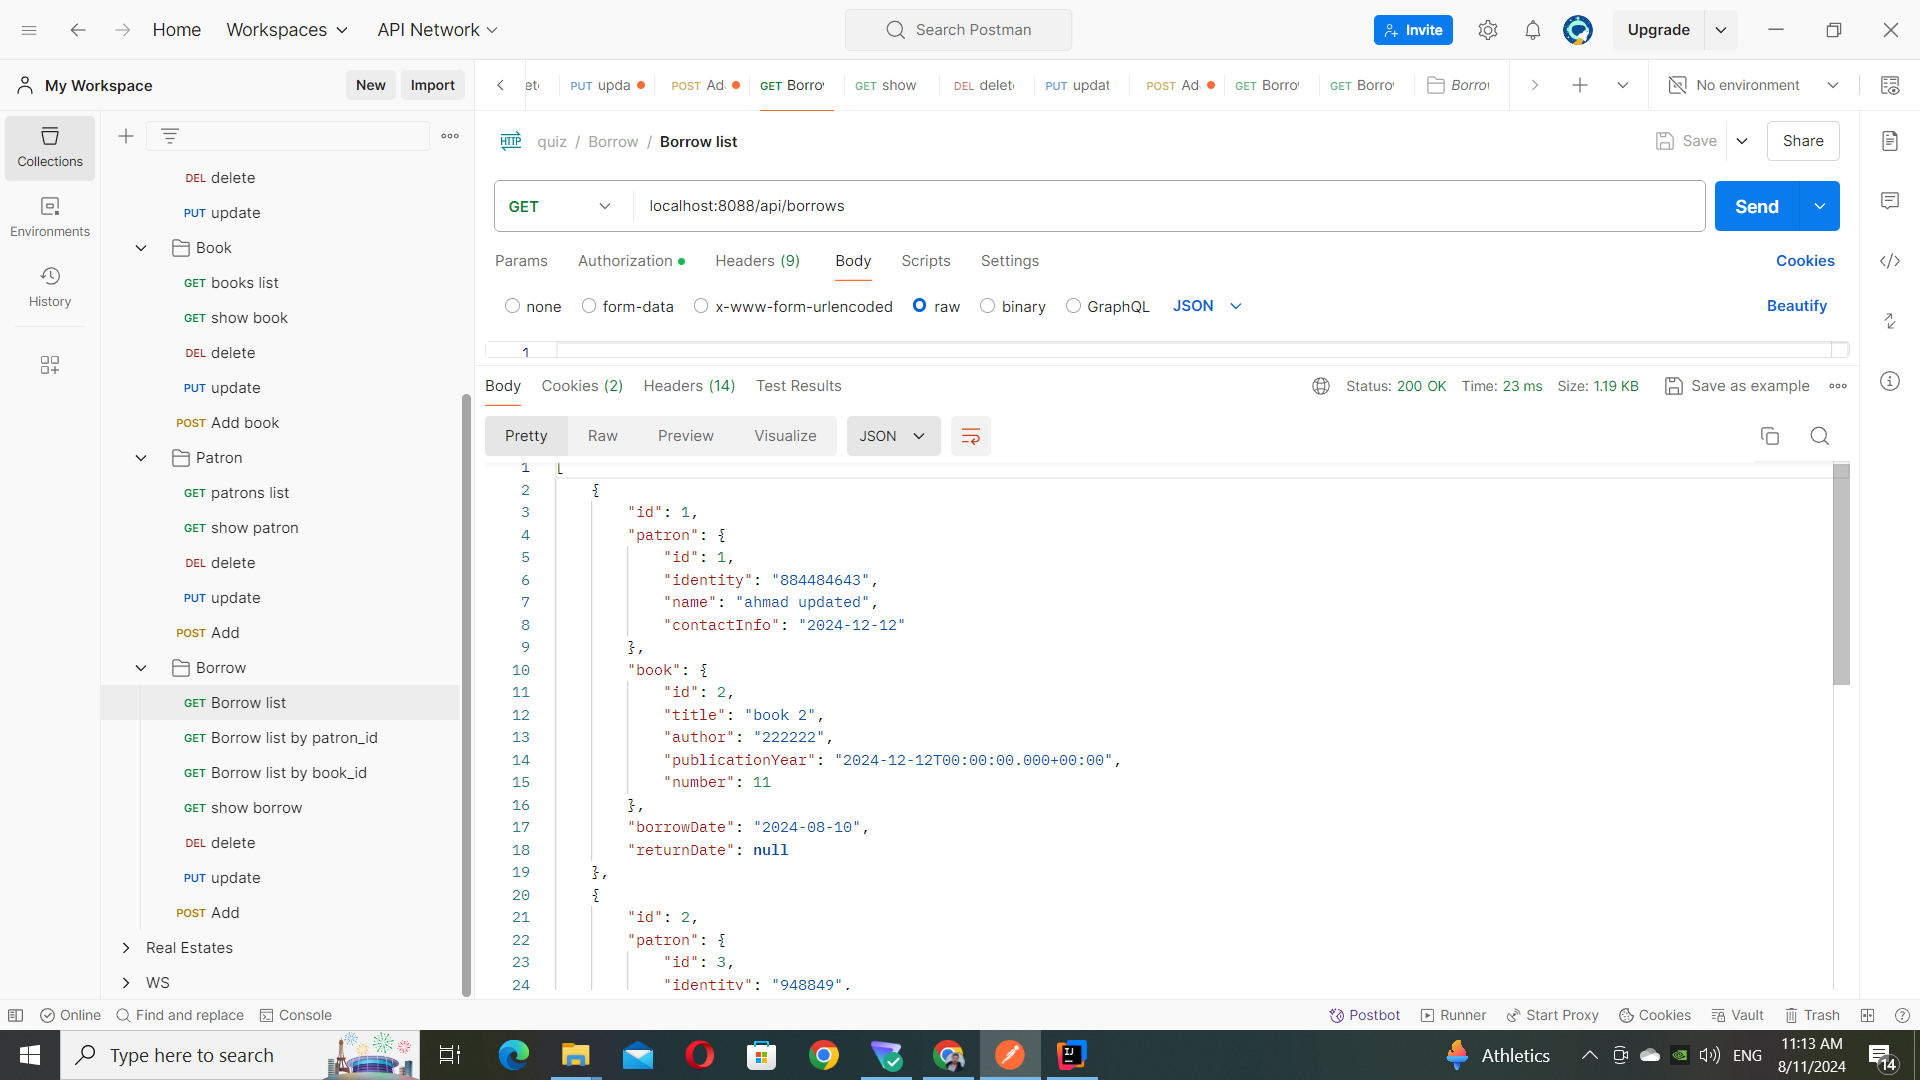 Home
Workspaces
API Network
Search Postman
Invite
Upgrade
My Workspace
New
Import
PUT upda
POST Ad
GET Borro
GET show
DEL delet
PUT updat
POST Ad
GET Borro
GET Borro
Borro
No environment
Collections
Environments
History
DEL delete
PUT update
Book
GET books list
GET show book
DEL delete
PUT update
POST Add book
Patron
GET patrons list
GET show patron
DEL delete
PUT update
POST Add
Borrow
GET Borrow list
GET Borrow list by patron_id
GET Borrow list by book_id
GET show borrow
DEL delete
PUT update
POST Add
Real Estates
WS
HTTP quiz / Borrow / Borrow list
Save
Share
GET localhost:8088/api/borrows
Send
Params Authorization Headers (9) Body Scripts Settings Cookies
none form-data x-www-form-urlencoded raw binary GraphQL JSON Beautify
1
Body Cookies (2) Headers (14) Test Results Status: 200 OK Time: 23 ms Size: 1.19 KB Save as example
Pretty Raw Preview Visualize JSON
1 [
2 {
3 "id": 1,
4 "patron": {
5 "id": 1,
6 "identity": "884484643",
7 "name": "ahmad updated",
8 "contactInfo": "2024-12-12"
9 },
10 "book": {
11 "id": 2,
12 "title": "book 2",
13 "author": "222222",
14 "publicationYear": "2024-12-12T00:00:00.000+00:00",
15 "number": 11
16 },
17 "borrowDate": "2024-08-10",
18 "returnDate": null
19 },
20 {
21 "id": 2,
22 "patron": {
23 "id": 3,
24 "identity": "948849",
Online Find and replace Console Postbot Runner Start Proxy Cookies Vault Trash
Type here to search
Athletics
ENG
11:13 AM
8/11/2024
14